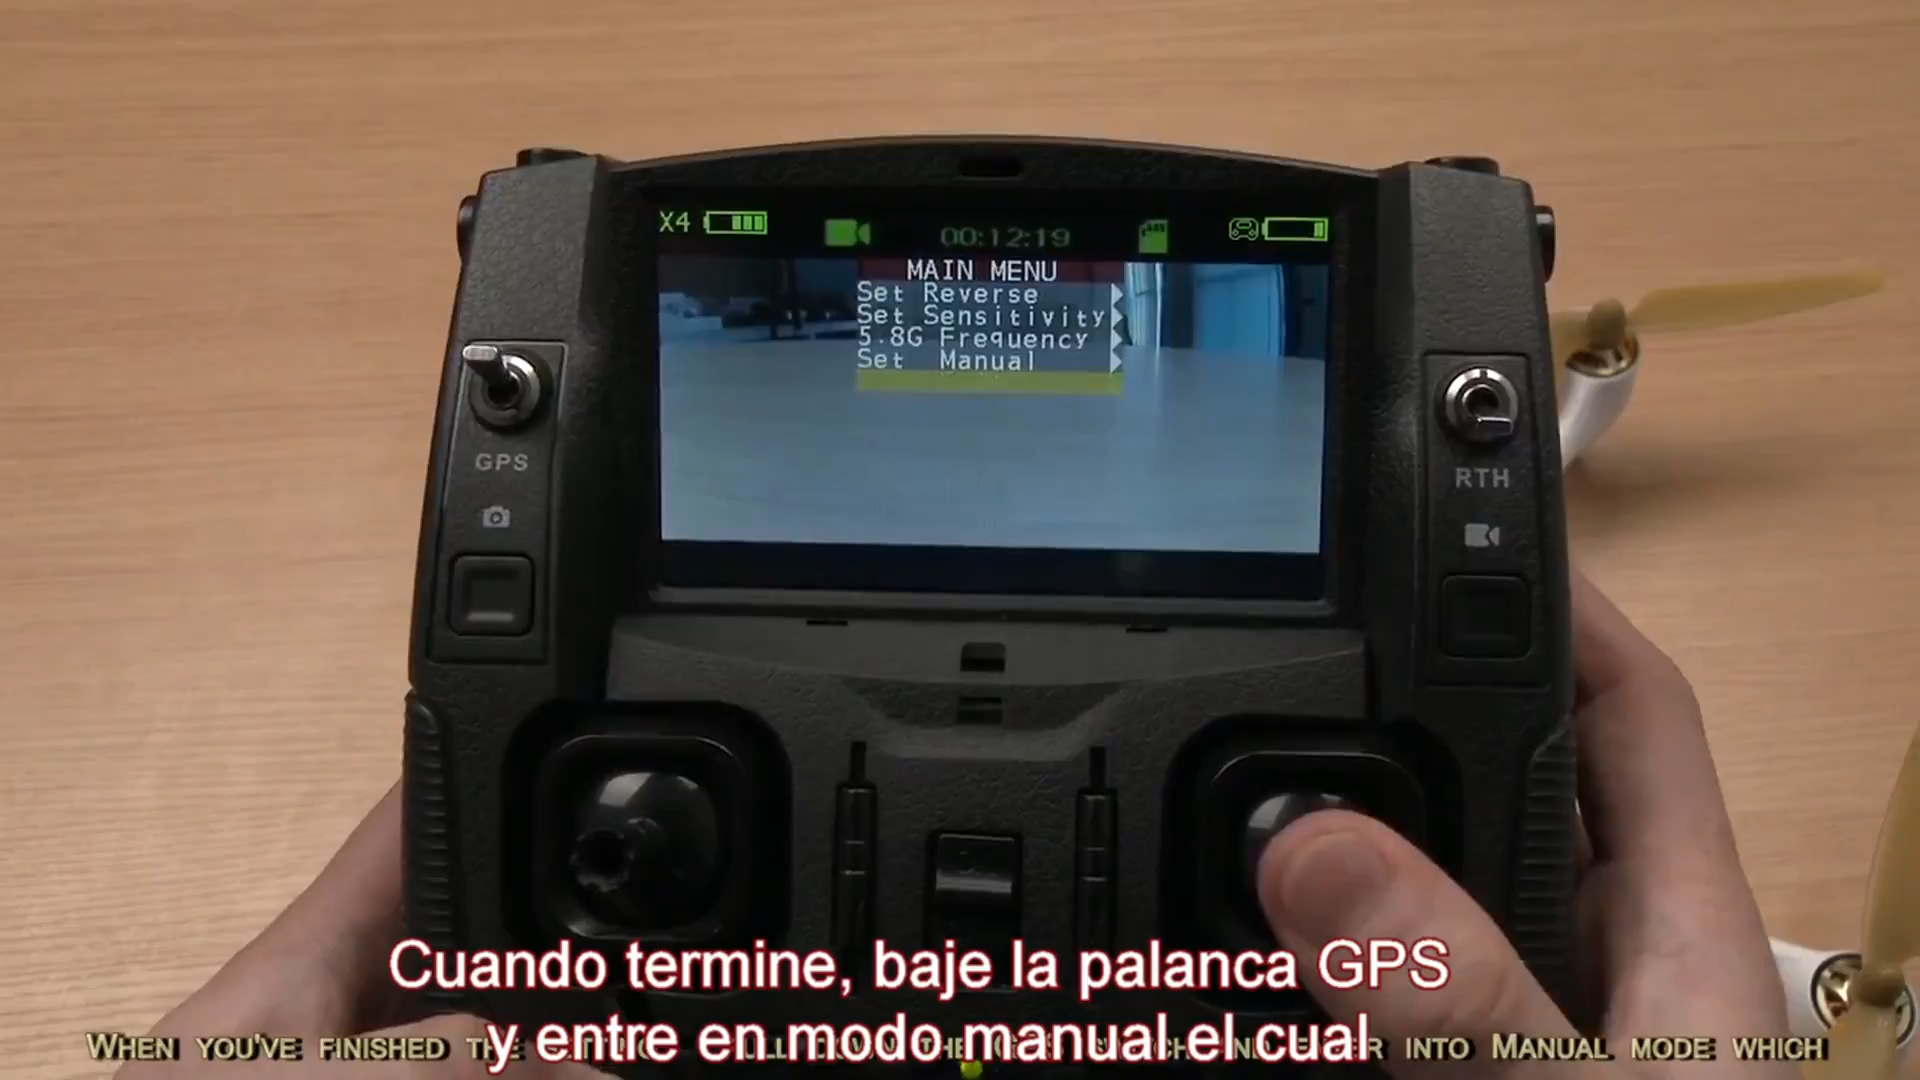 X4
00:12:19
MAIN MENU
Set Reverse
Set Sensitivity
5.8G Frequency
Set Manual
GPS
RTH
Cuando termine, baje la palanca GPS
y entre en modo manual el cual
WHEN YOU'VE FINISHED INTO MANUAL MODE WHICH